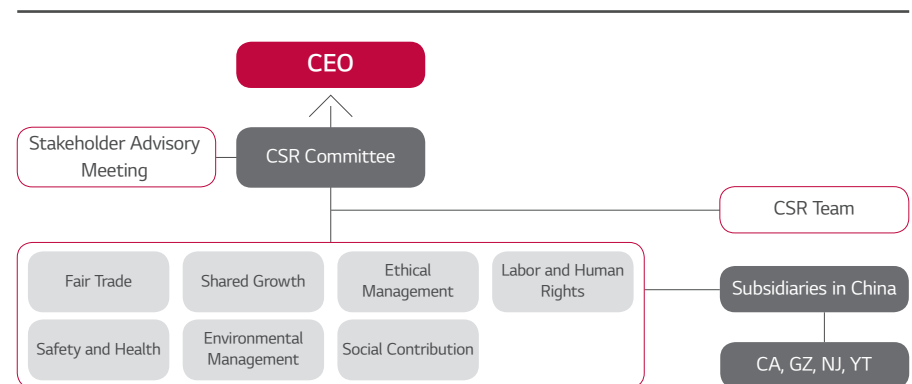 CEO
Stakeholder Advisory
Meeting
CSR Committee
CSR Team
Fair Trade
Shared Growth
Ethical
Management
Labor and Human
Rights
Subsidiaries in China
Safety and Health
Environmental
Management
Social Contribution
CA, GZ, NJ, YT